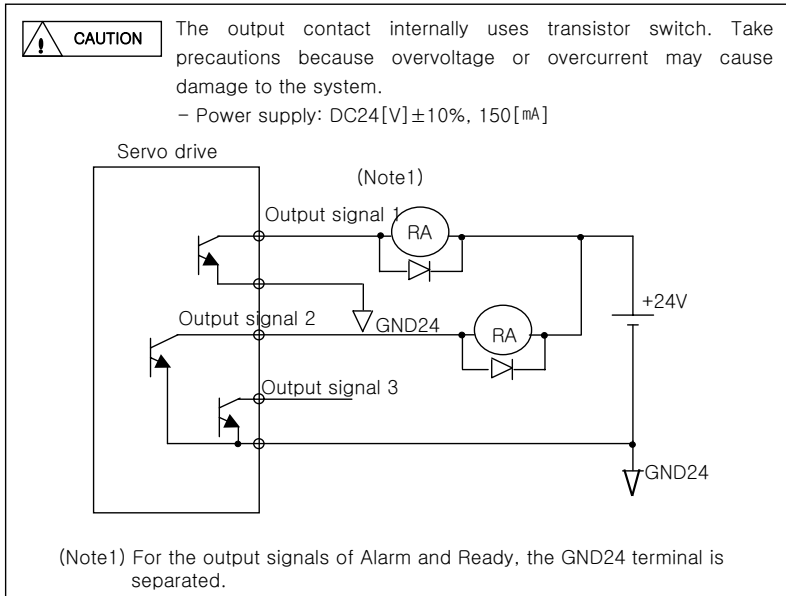 CAUTION
The output contact internally uses transistor switch. Take
precautions because overvoltage or overcurrent may cause
damage to the system.
- Power supply: DC24[V]±10%, 150[㎃]
Servo drive
(Note1)
Output signal 1
RA
+24V
Output signal 2
GND24
RA
Output signal 3
GND24
(Note1) For the output signals of Alarm and Ready, the GND24 terminal is
separated.